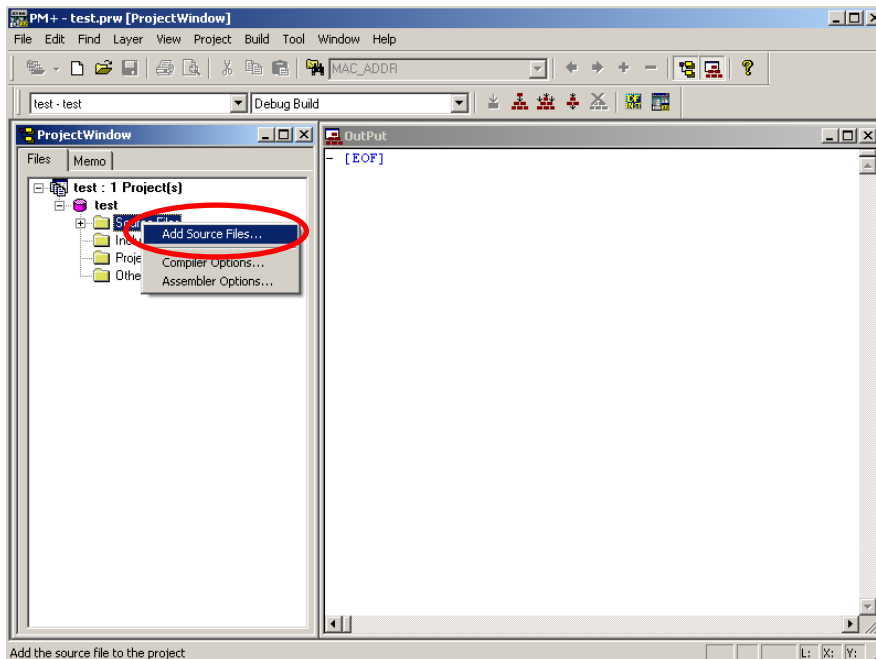 PM+ - test.prw [ProjectWindow]
File Edit Find Layer View Project Build Tool Window Help
MAC_ADDR
test - test
Debug Build
ProjectWindow
OutPut
Files
Memo
[EOF]
test : 1 Project(s)
test
Add Source Files...
Compiler Options...
Assembler Options...
Add the source file to the project
L: X: Y: